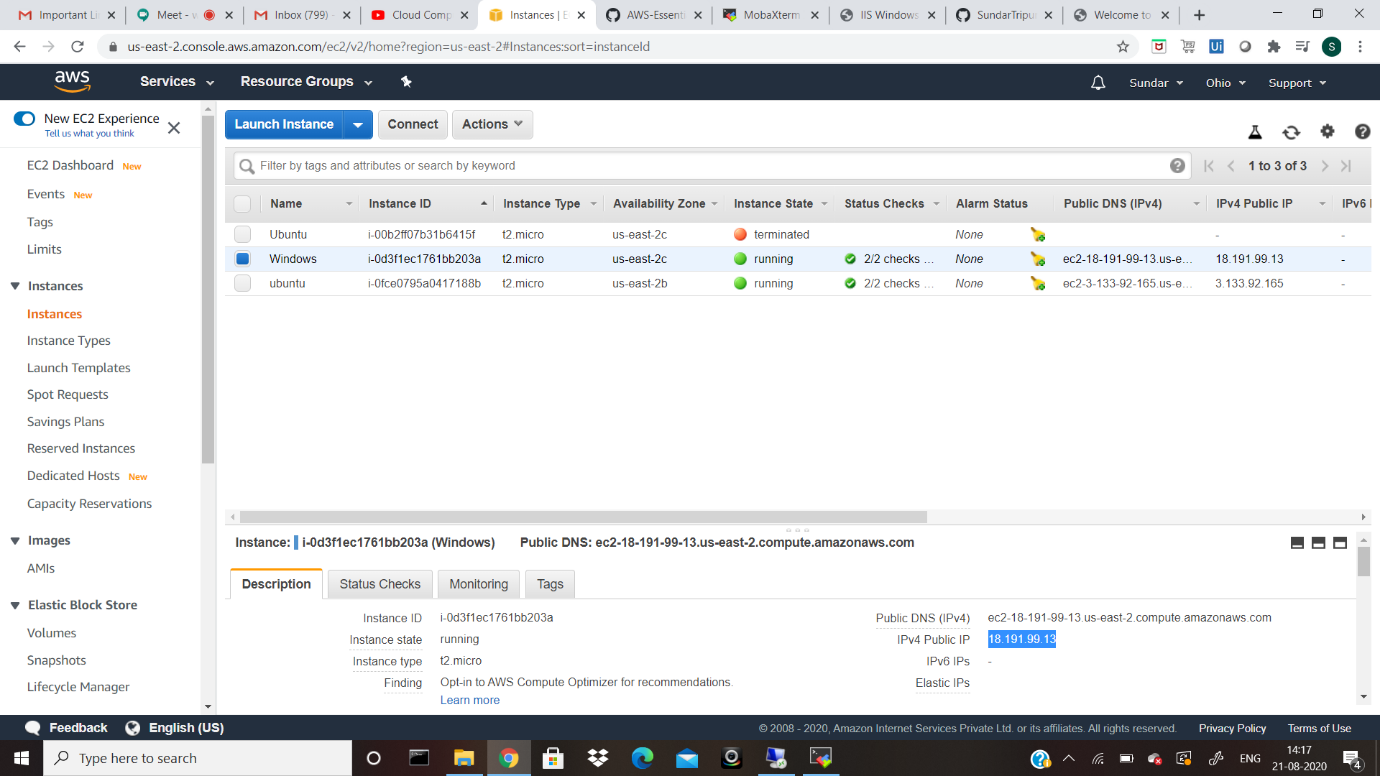 Important Li
Meet - w
Inbox (799) -
Cloud Comp
Instances | E
AWS-Essenti
MobaXterm
IIS Windows
SundarTripu
Welcome to
us-east-2.console.aws.amazon.com/ec2/v2/home?region=us-east-2#Instances:sort=instanceId
Ui
S
aws
Services
Resource Groups
Sundar
Ohio
Support
New EC2 Experience
Tell us what you think
EC2 Dashboard New
Events New
Tags
Limits
Instances
Instances
Instance Types
Launch Templates
Spot Requests
Savings Plans
Reserved Instances
Dedicated Hosts New
Capacity Reservations
Images
AMIs
Elastic Block Store
Volumes
Snapshots
Lifecycle Manager
Launch Instance
Connect
Actions
Filter by tags and attributes or search by keyword
1 to 3 of 3
Name Instance ID Instance Type Availability Zone Instance State Status Checks Alarm Status Public DNS (IPv4) IPv4 Public IP IPv6 I
Ubuntu i-00b2ff07b31b6415f t2.micro us-east-2c terminated None - -
Windows i-0d3f1ec1761bb203a t2.micro us-east-2c running 2/2 checks ... None ec2-18-191-99-13.us-e... 18.191.99.13 -
ubuntu i-0fce0795a0417188b t2.micro us-east-2b running 2/2 checks ... None ec2-3-133-92-165.us-e... 3.133.92.165 -
Instance: i-0d3f1ec1761bb203a (Windows) Public DNS: ec2-18-191-99-13.us-east-2.compute.amazonaws.com
Description
Status Checks
Monitoring
Tags
Instance ID i-0d3f1ec1761bb203a
Instance state running
Instance type t2.micro
Finding Opt-in to AWS Compute Optimizer for recommendations.
Learn more
Public DNS (IPv4) ec2-18-191-99-13.us-east-2.compute.amazonaws.com
IPv4 Public IP 18.191.99.13
IPv6 IPs -
Elastic IPs
Feedback
English (US)
© 2008 - 2020, Amazon Internet Services Private Ltd. or its affiliates. All rights reserved.
Privacy Policy
Terms of Use
Type here to search
ENG
14:17
21-08-2020
4